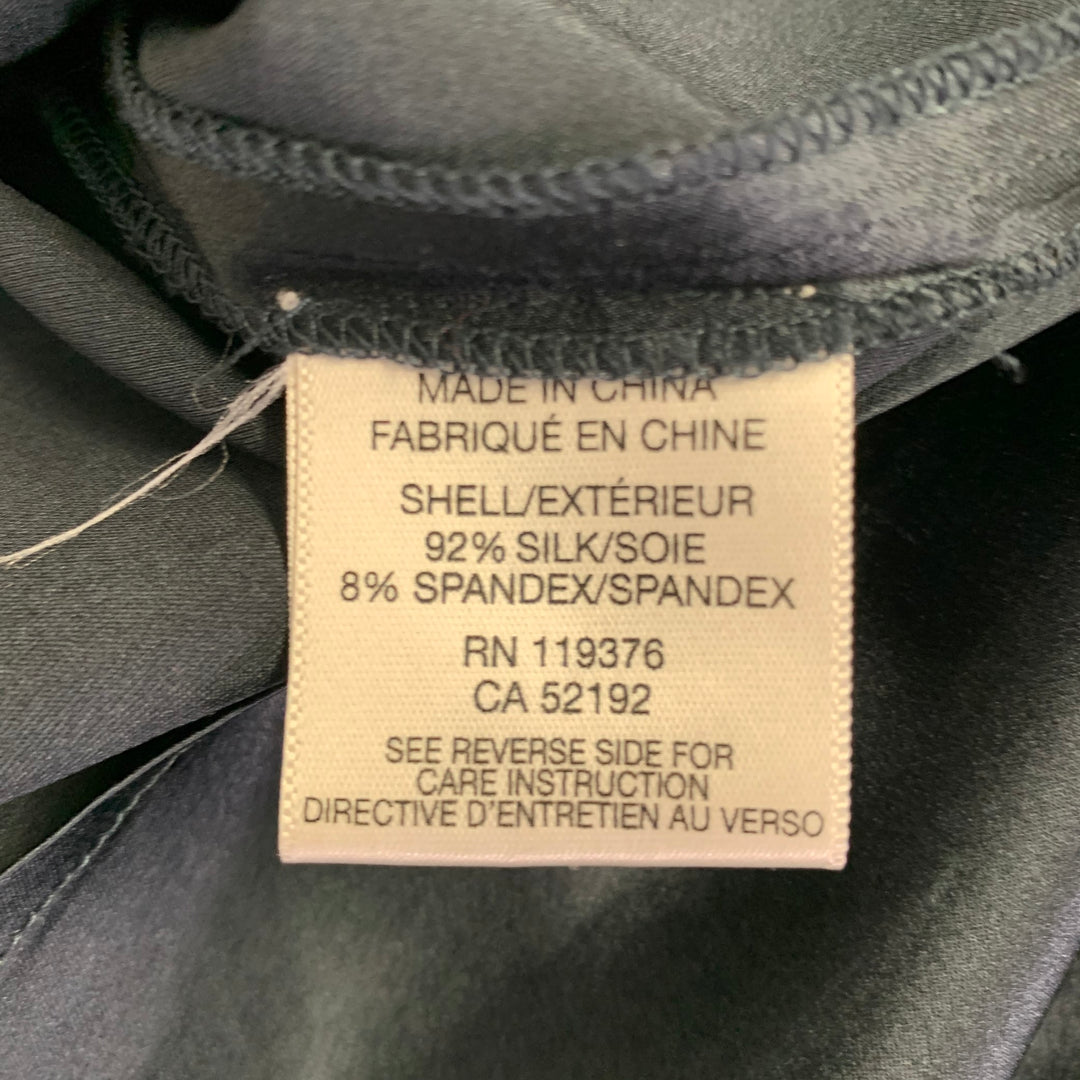 MADE IN CHINA
FABRIQUÉ EN CHINE
SHELL/EXTÉRIEUR
92% SILK/SOIE
8% SPANDEX/SPANDEX
RN 119376
CA 52192
SEE REVERSE SIDE FOR
CARE INSTRUCTION
DIRECTIVE D'ENTRETIEN AU VERSO